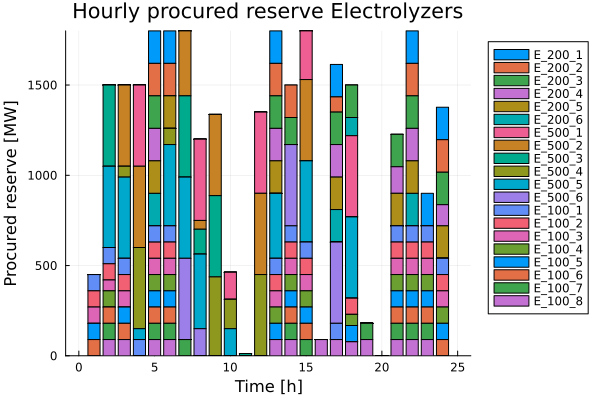 Hourly procured reserve Electrolyzers
Procured reserve [MW]
1500
1000
500
0
0
5
10
15
20
25
Time [h]
E_200_1
E_200_2
E_200_3
E_200_4
E_200_5
E_200_6
E_500_1
E_500_2
E_500_3
E_500_4
E_500_5
E_500_6
E_100_1
E_100_2
E_100_3
E_100_4
E_100_5
E_100_6
E_100_7
E_100_8